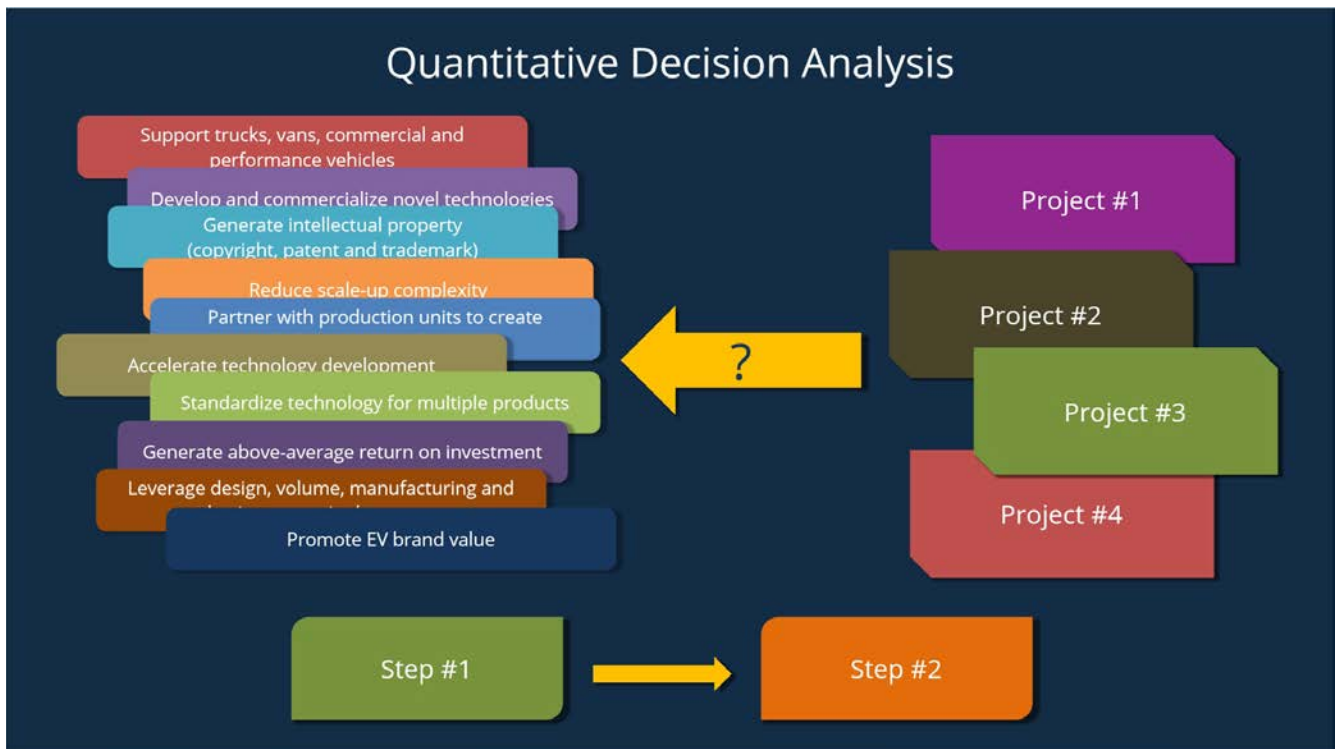 Quantitative Decision Analysis
Support trucks, vans, commercial and
performance vehicles
Develop and commercialize novel technologies
Generate intellectual property
(copyright, patent and trademark)
Reduce scale-up complexity
Partner with production units to create
Accelerate technology development
Standardize technology for multiple products
Generate above-average return on investment
Leverage design, volume, manufacturing and
Promote EV brand value
?
Project #1
Project #2
Project #3
Project #4
Step #1
Step #2